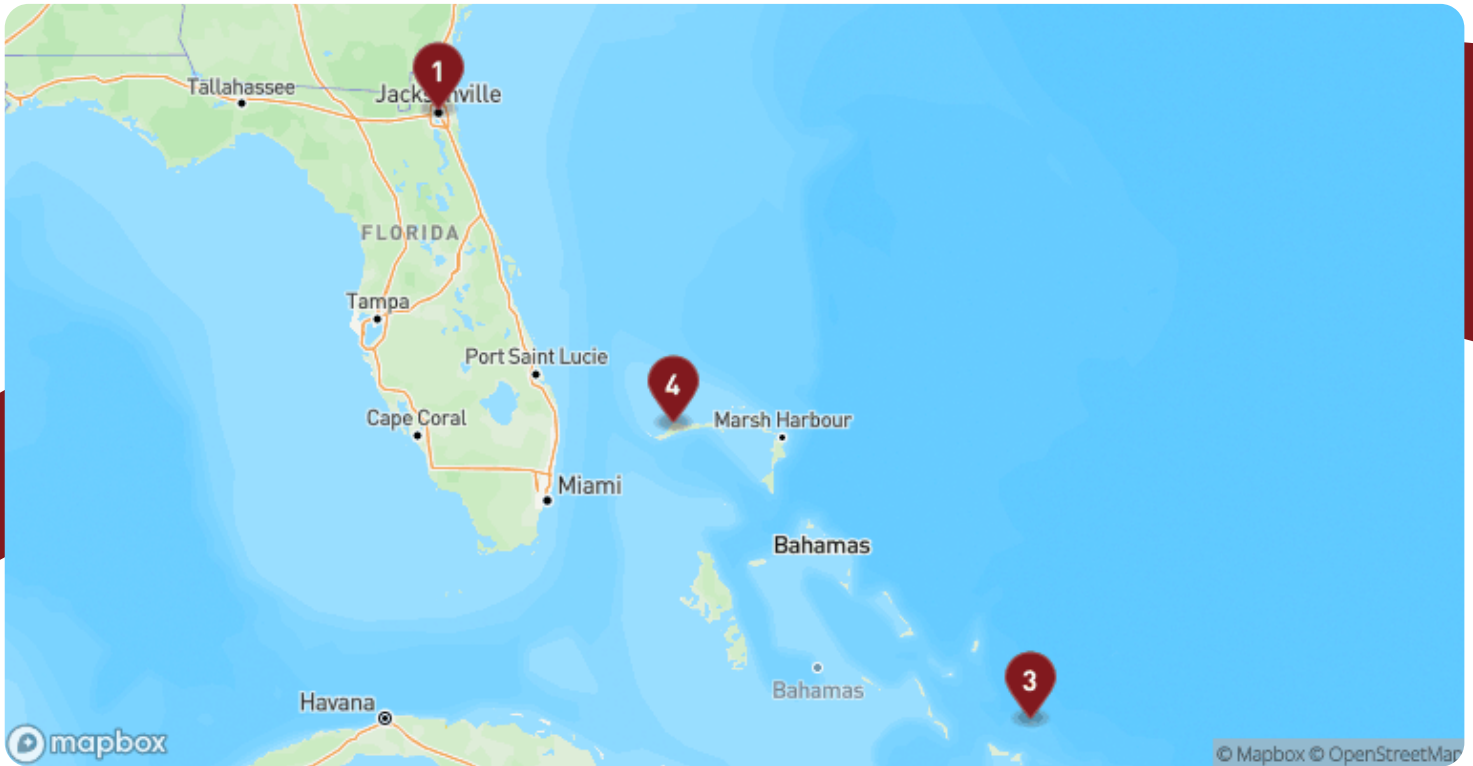 1
Tallahassee
Jacksonville
FLORIDA
Tampa
Port Saint Lucie
4
Cape Coral
Marsh Harbour
Miami
Bahamas
3
Bahamas
Havana
mapbox
© Mapbox © OpenStreetMap